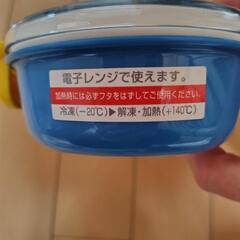 電子レンジで使えます。
加熱時には必ずフタをはずしてご使用ください。
冷凍(−20℃)▶解凍・加熱(+140℃)